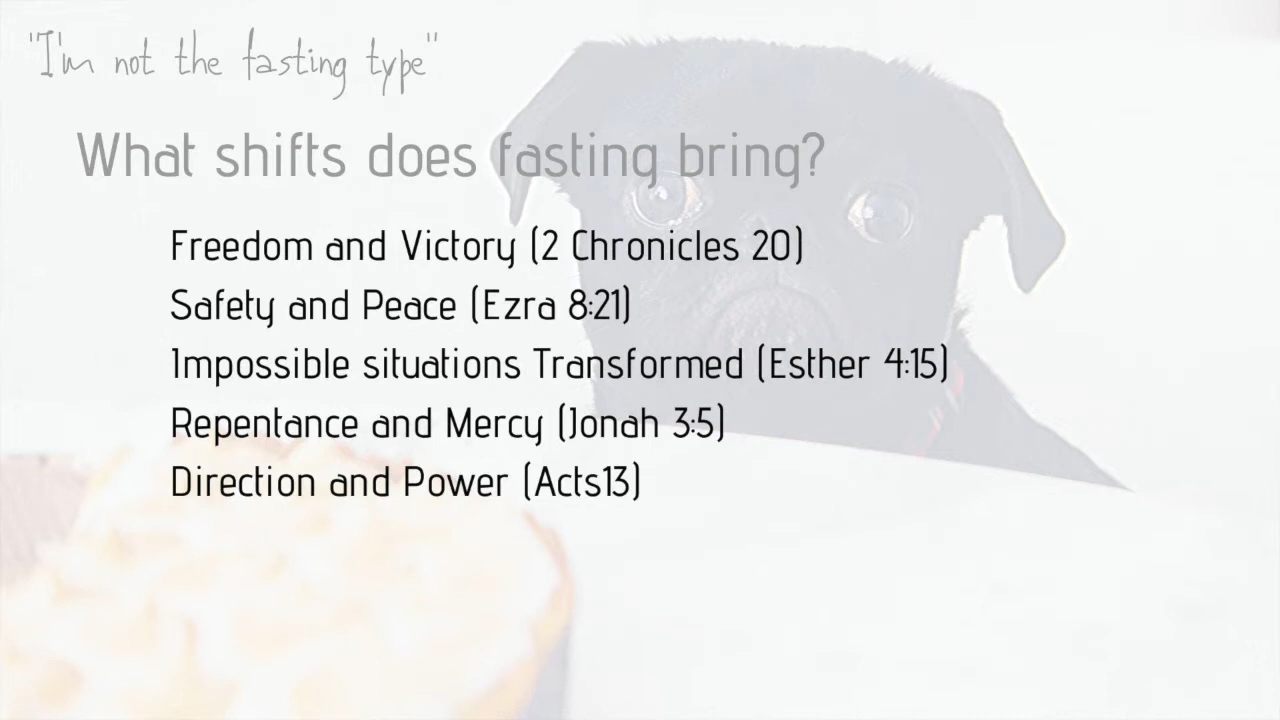 "I'm not the fasting type"
What shifts does fasting bring?
Freedom and Victory (2 Chronicles 20)
Safety and Peace (Ezra 8:21)
Impossible situations Transformed (Esther 4:15)
Repentance and Mercy (Jonah 3:5)
Direction and Power (Acts13)